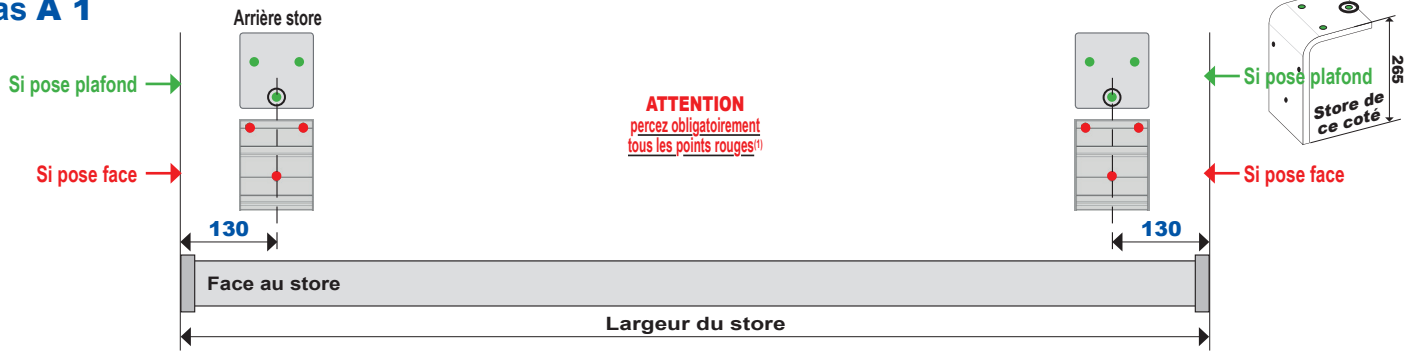 as A 1
Arrière store
Si pose plafond
Si pose plafond
265
Store de
ce coté
ATTENTION
percez obligatoirement
tous les points rouges(1)
Si pose face
Si pose face
130
130
Face au store
Largeur du store